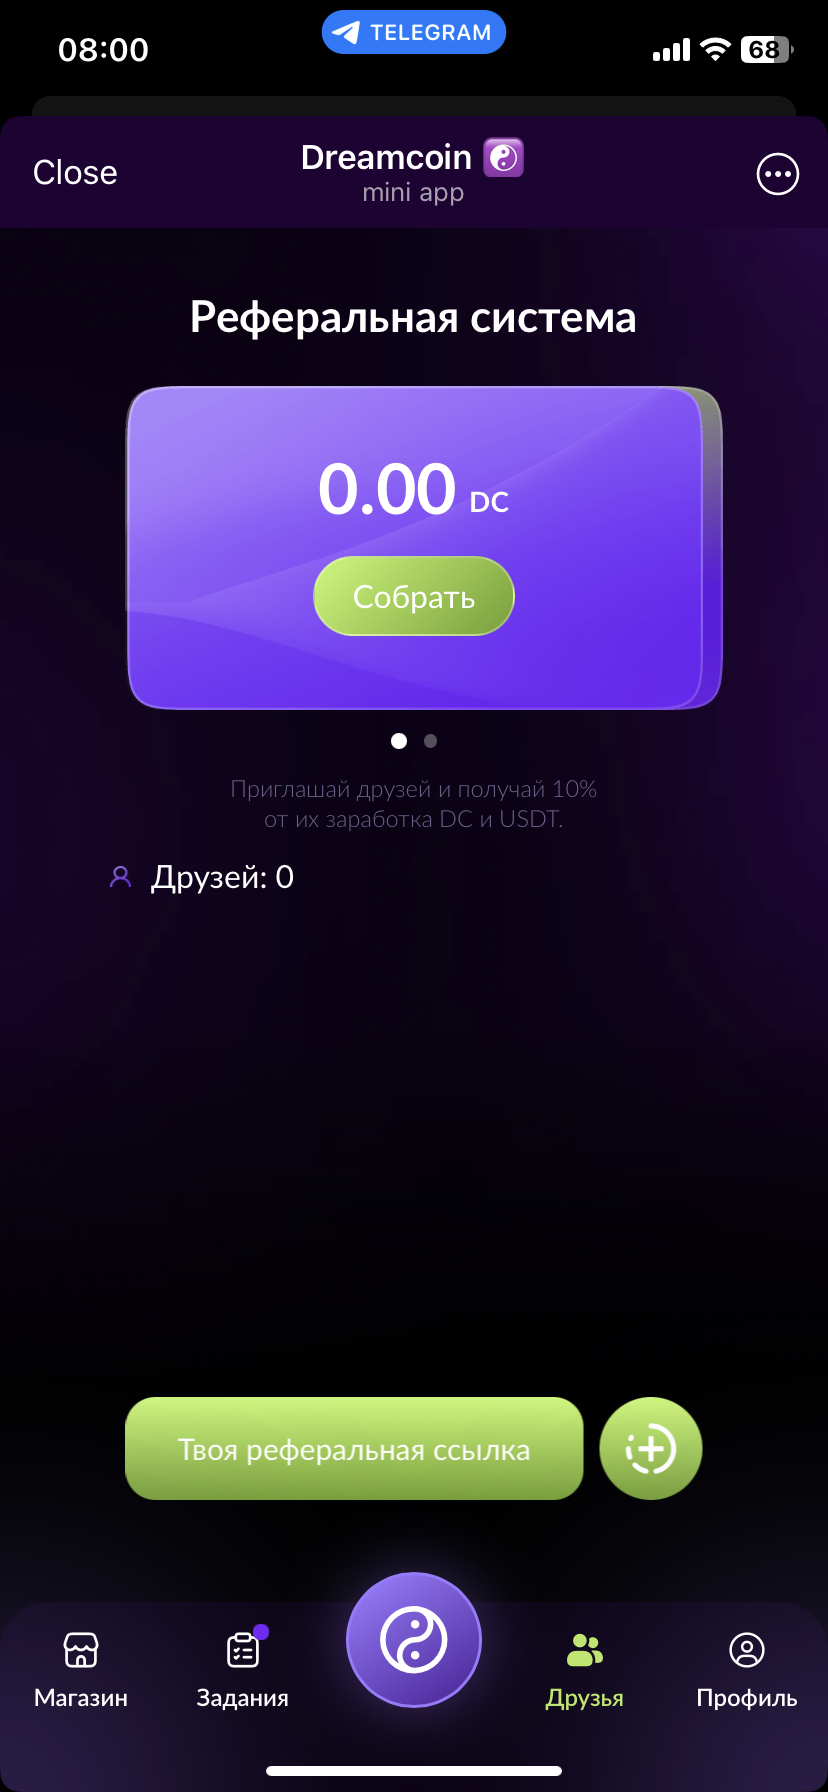 08:00
TELEGRAM
68
Close
Dreamcoin
mini app
Реферальная система
0.00 DC
Собрать
Приглашай друзей и получай 10%
от их заработка DC и USDT.
Друзей: 0
Твоя реферальная ссылка
Магазин
Задания
Друзья
Профиль